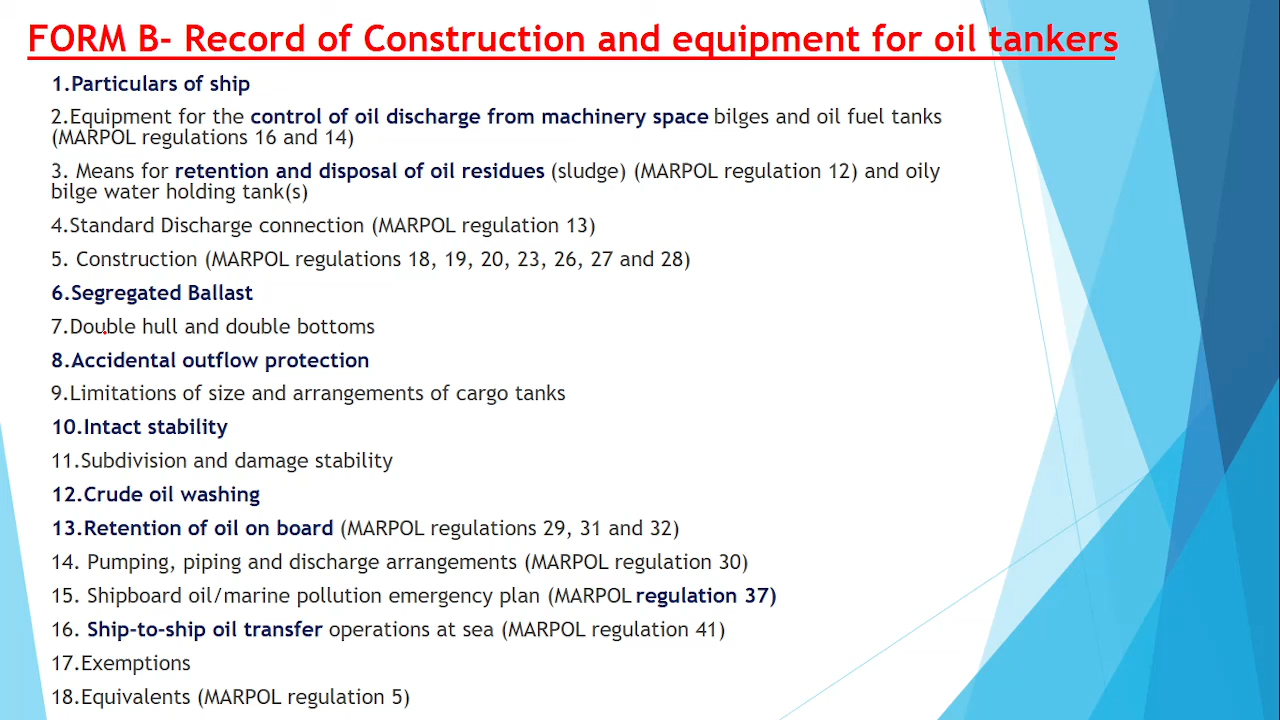 FORM B- Record of Construction and equipment for oil tankers
1.Particulars of ship
2.Equipment for the control of oil discharge from machinery space bilges and oil fuel tanks
(MARPOL regulations 16 and 14)
3. Means for retention and disposal of oil residues (sludge) (MARPOL regulation 12) and oily
bilge water holding tank(s)
4.Standard Discharge connection (MARPOL regulation 13)
5. Construction (MARPOL regulations 18, 19, 20, 23, 26, 27 and 28)
6.Segregated Ballast
7.Double hull and double bottoms
8.Accidental outflow protection
9.Limitations of size and arrangements of cargo tanks
10.Intact stability
11.Subdivision and damage stability
12.Crude oil washing
13.Retention of oil on board (MARPOL regulations 29, 31 and 32)
14. Pumping, piping and discharge arrangements (MARPOL regulation 30)
15. Shipboard oil/marine pollution emergency plan (MARPOL regulation 37)
16. Ship-to-ship oil transfer operations at sea (MARPOL regulation 41)
17.Exemptions
18.Equivalents (MARPOL regulation 5)